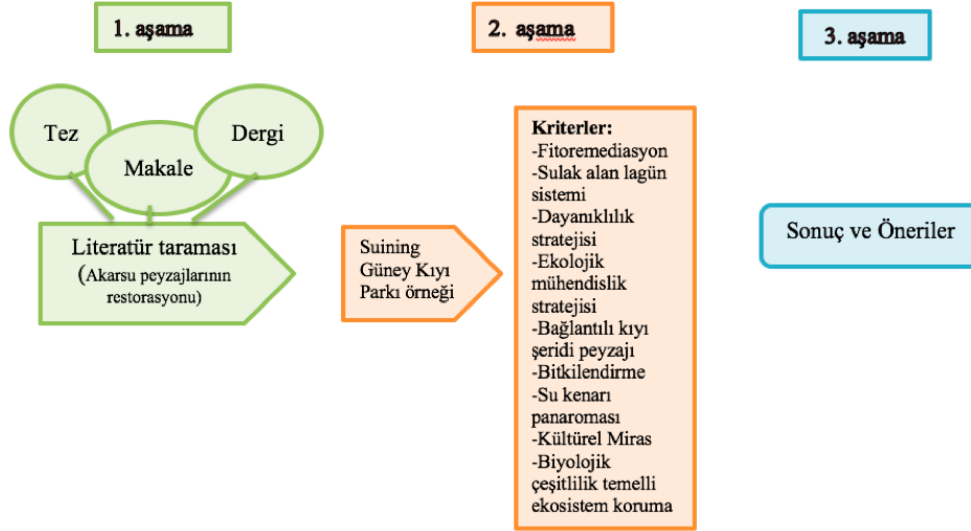 1. aşama
Tez
Makale
Dergi
Literatür taraması
(Akarsu peyzajlarının
restorasyonu)
2. aşama
Suining
Güney Kıyı
Parkı örneği
Kriterler:
-Fitoremediasyon
-Sulak alan lagün
sistemi
-Dayanıklılık
stratejisi
-Ekolojik
mühendislik
stratejisi
-Bağlantılı kıyı
şeridi peyzajı
-Bitkilendirme
-Su kenarı
panaroması
-Kültürel Miras
-Biyolojik
çeşitlilik temelli
ekosistem koruma
3. aşama
Sonuç ve Öneriler